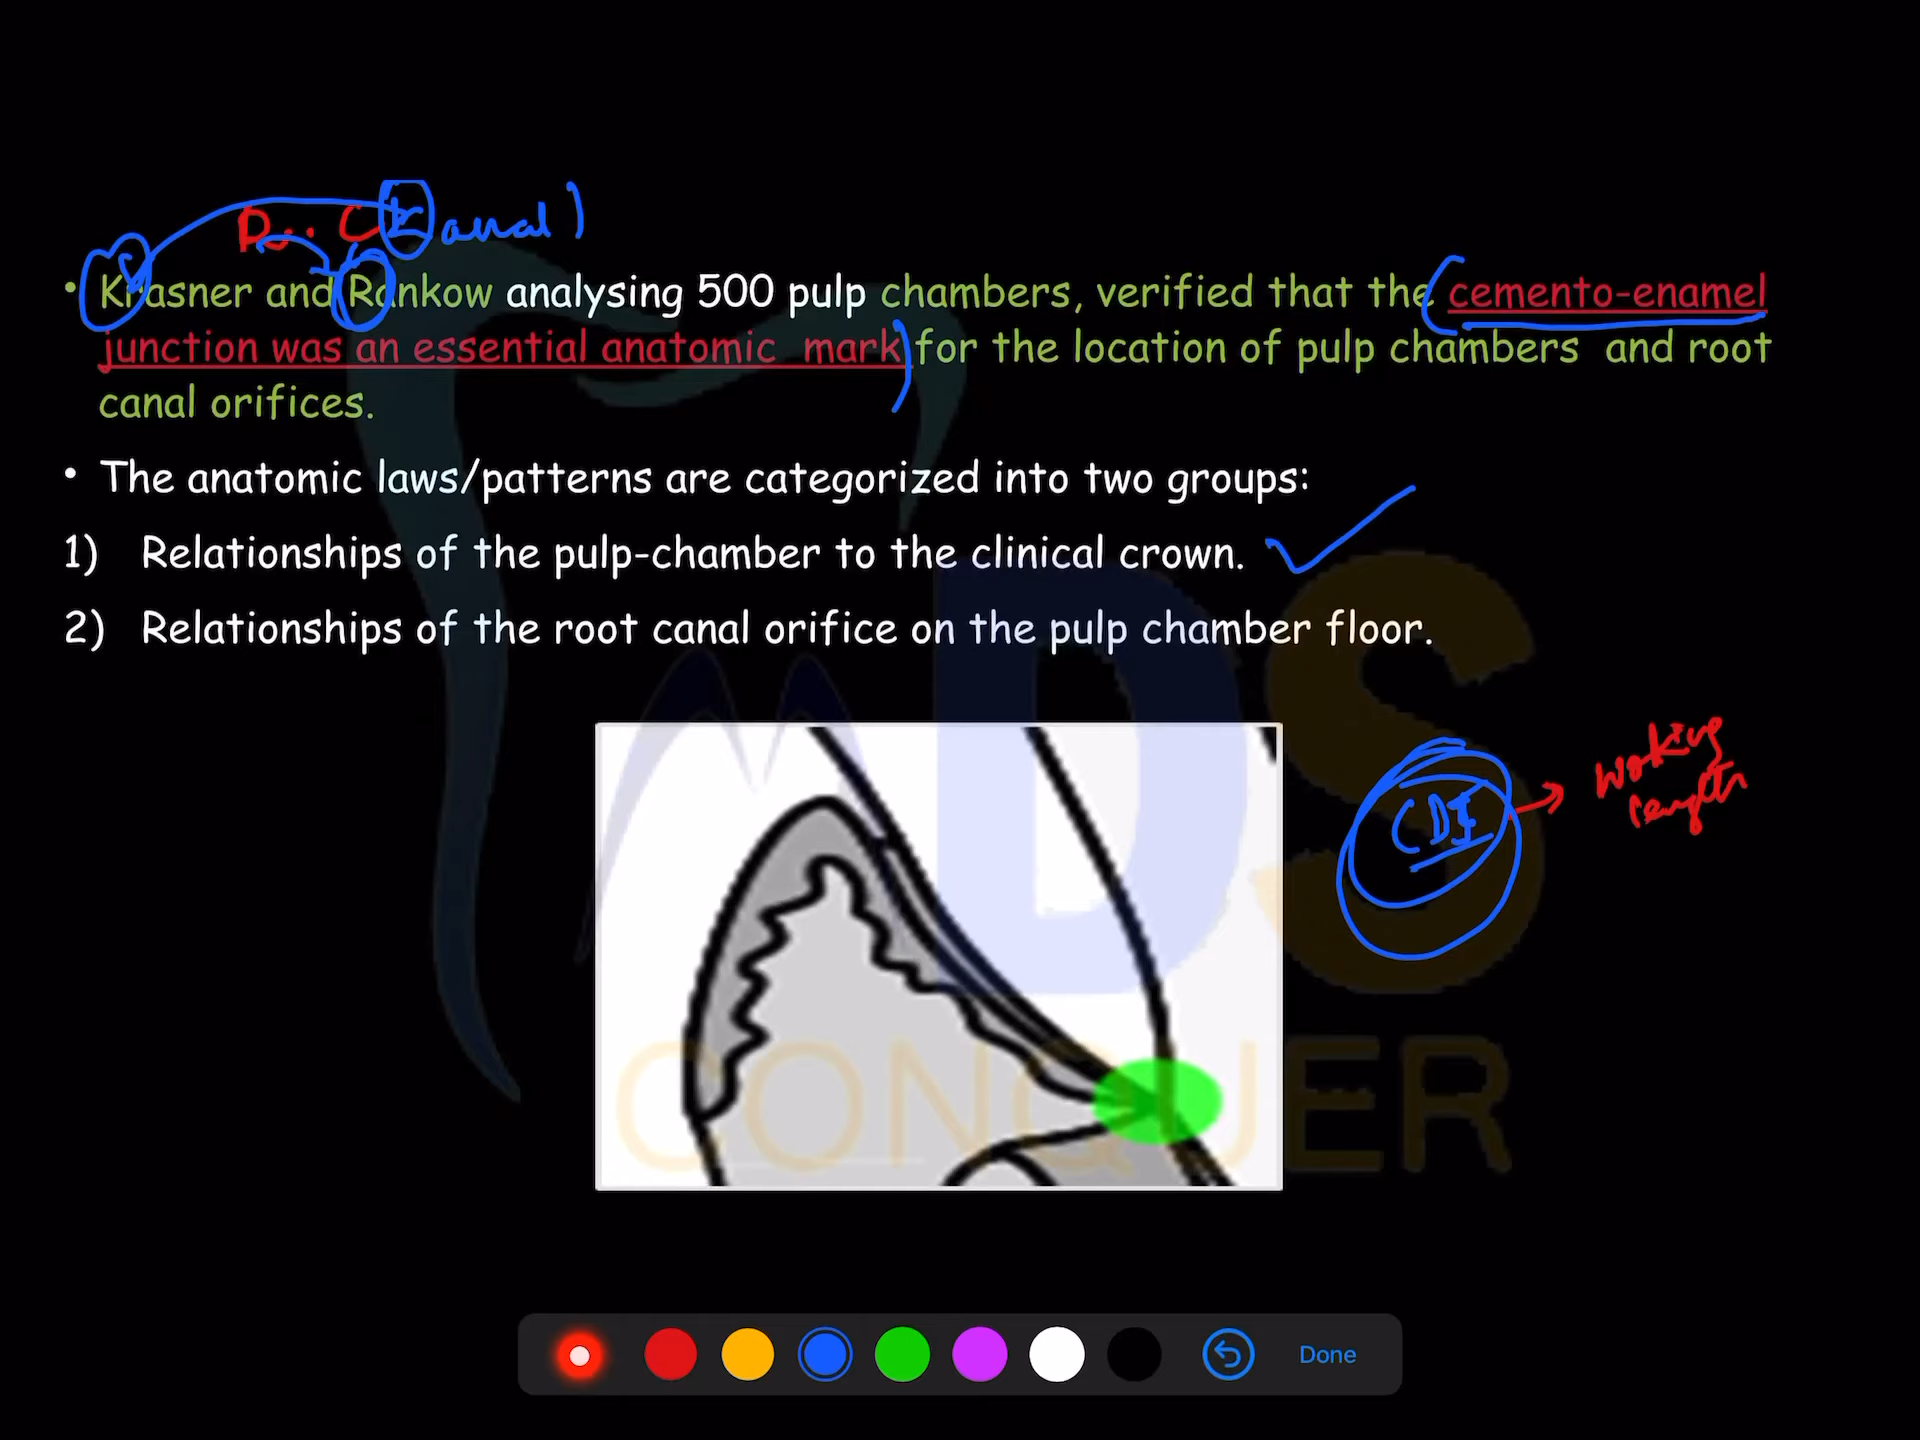 Kanal)
• Krasner and Rankow analysing 500 pulp chambers, verified that the cemento-enamel
junction was an essential anatomic mark for the location of pulp chambers and root
canal orifices.
• The anatomic laws/patterns are categorized into two groups:
1) Relationships of the pulp-chamber to the clinical crown.
2) Relationships of the root canal orifice on the pulp chamber floor.
CDJ
working
length
MDS
CONQUER
Done